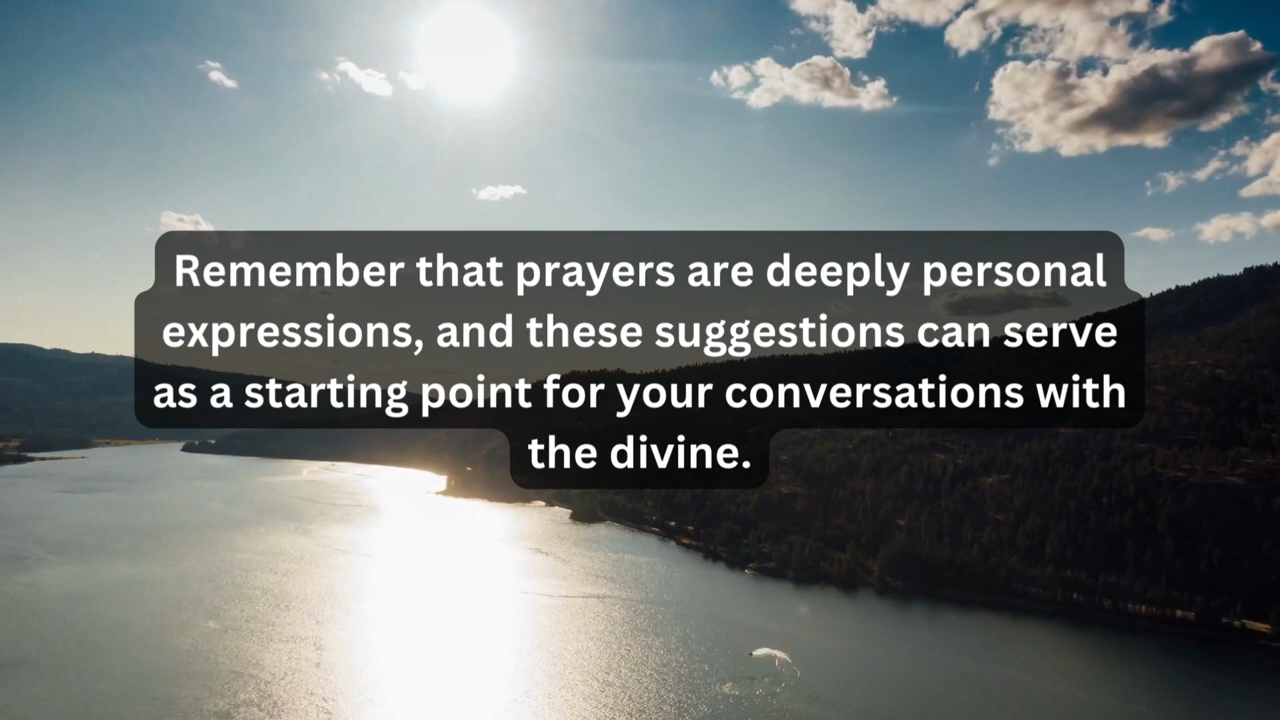 Remember that prayers are deeply personal
expressions, and these suggestions can serve
as a starting point for your conversations with
the divine.